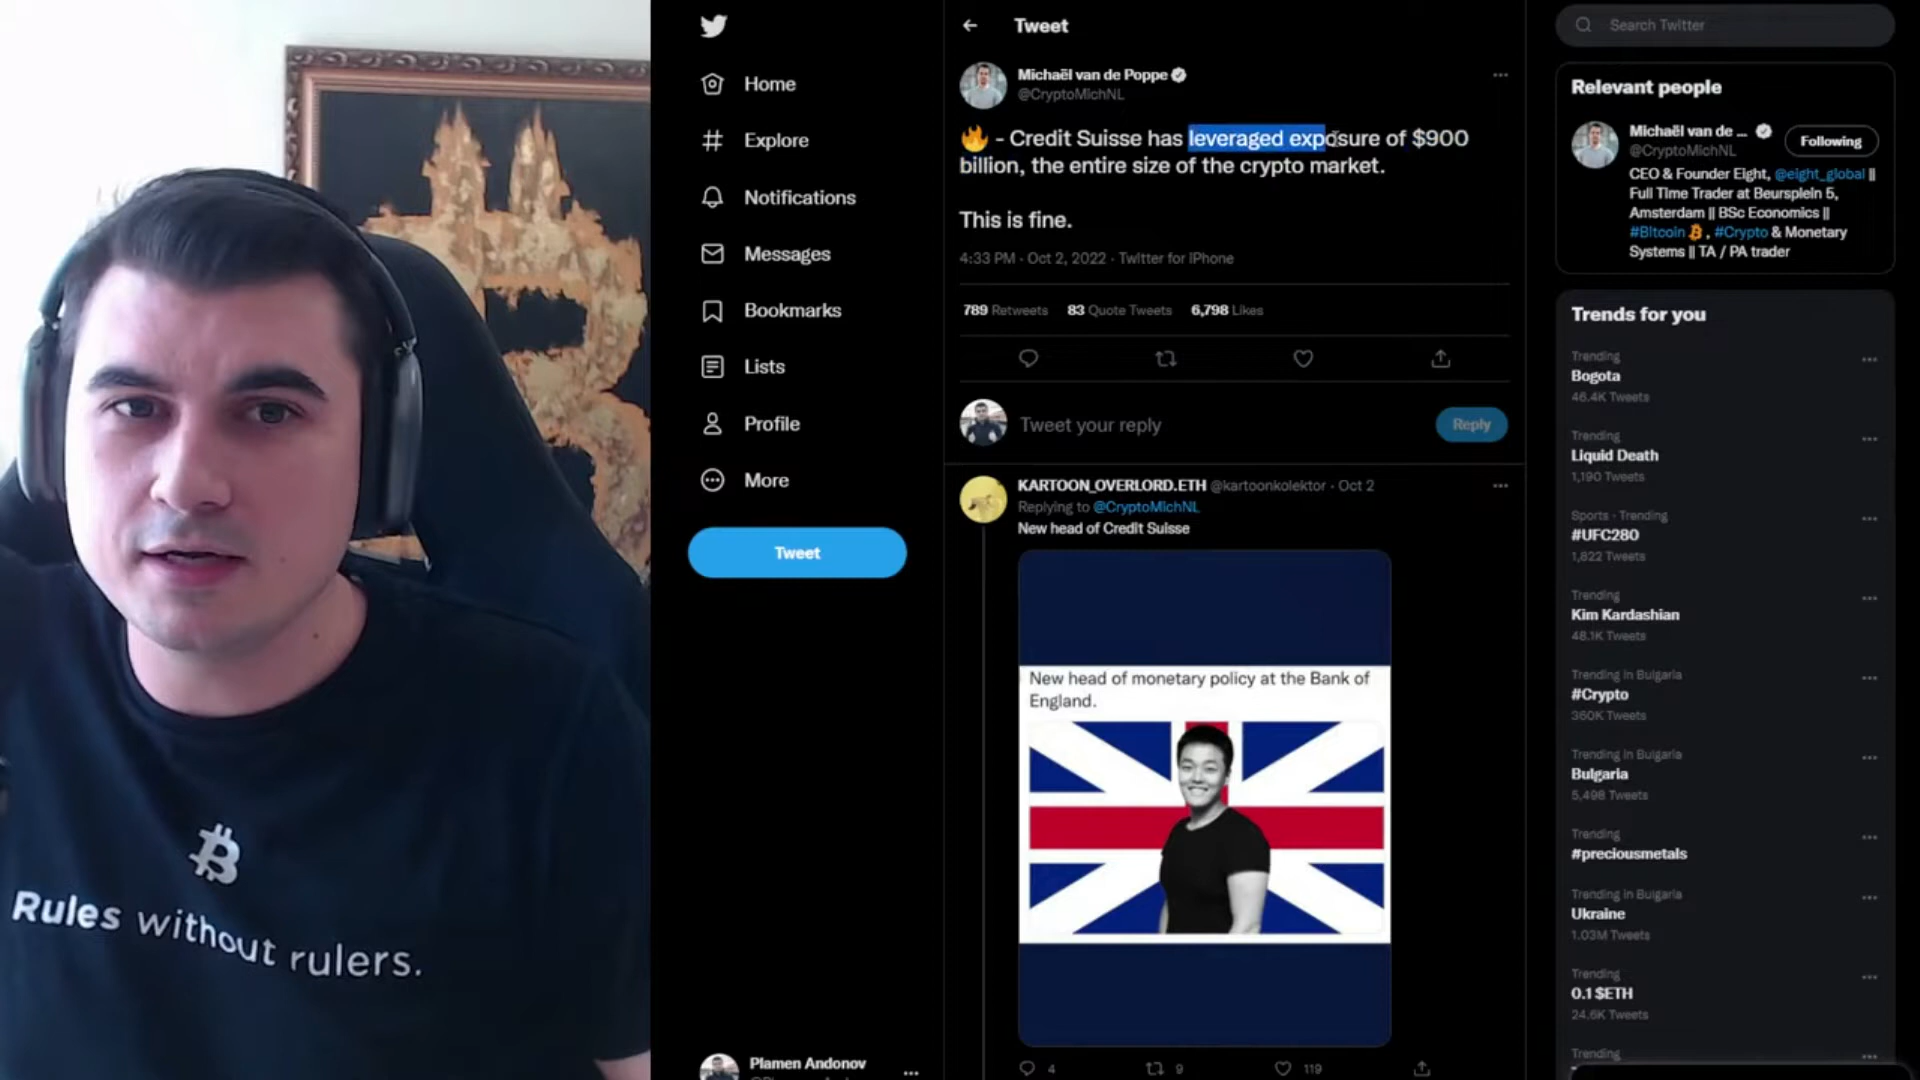 Rules without rulers.
Home
Explore
Notifications
Messages
Bookmarks
Lists
Profile
More
Tweet
Plamen Andonov
Tweet
Michaël van de Poppe
@CryptoMichNL
🔥 - Credit Suisse has leveraged exposure of $900
billion, the entire size of the crypto market.
This is fine.
4:33 PM · Oct 2, 2022 · Twitter for iPhone
789 Retweets 83 Quote Tweets 6,798 Likes
Tweet your reply
Reply
KARTOON_OVERLORD.ETH @kartoonkolektor · Oct 2
Replying to @CryptoMichNL
New head of Credit Suisse
New head of monetary policy at the Bank of
England.
4 9 119
Search Twitter
Relevant people
Michaël van de ...
@CryptoMichNL
Following
CEO & Founder Eight, @eight_global ||
Full Time Trader at Beursplein 5,
Amsterdam || BSc Economics ||
#Bitcoin, #Crypto & Monetary
Systems || TA / PA trader
Trends for you
Trending
Bogota
46.4K Tweets
Trending
Liquid Death
1,190 Tweets
Sports · Trending
#UFC280
1,822 Tweets
Trending
Kim Kardashian
48.1K Tweets
Trending in Bulgaria
#Crypto
360K Tweets
Trending in Bulgaria
Bulgaria
5,498 Tweets
Trending
#preciousmetals
Trending in Bulgaria
Ukraine
1.03M Tweets
Trending
0.1 $ETH
24.6K Tweets
Trending